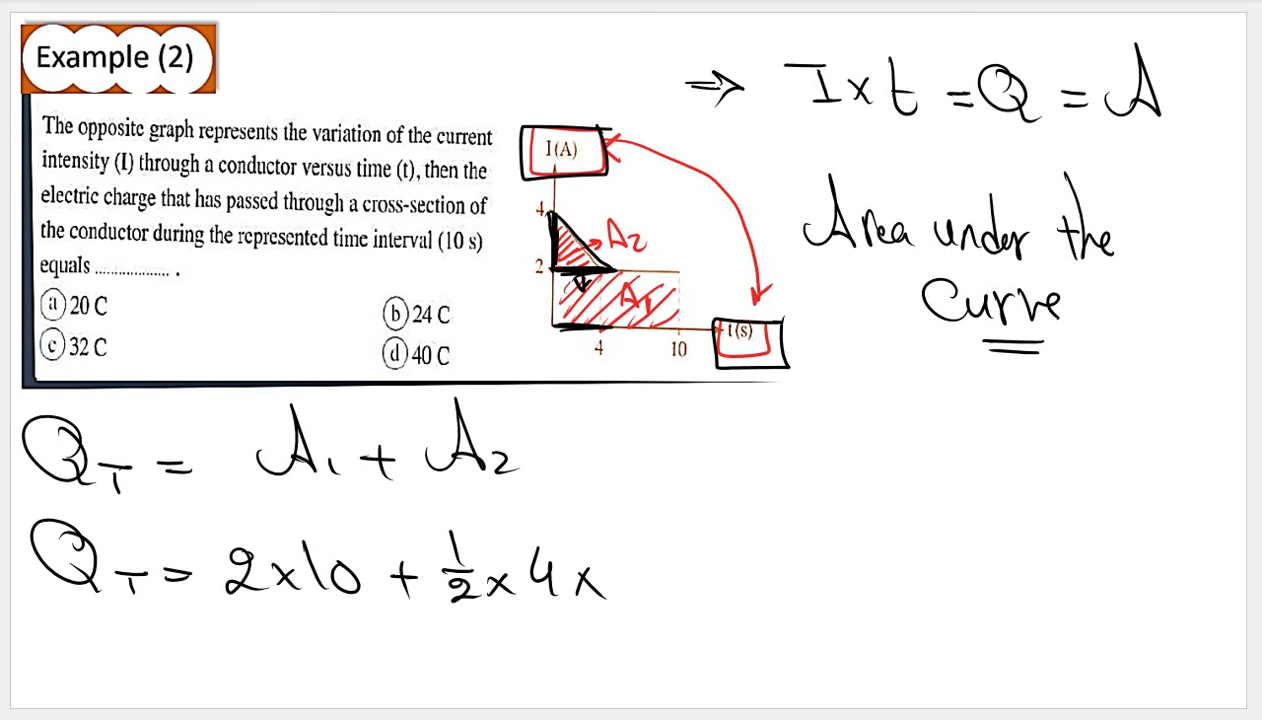 Example (2)
The opposite graph represents the variation of the current
intensity (I) through a conductor versus time (t), then the
electric charge that has passed through a cross-section of
the conductor during the represented time interval (10 s)
equals ................... .
(a) 20 C
(b) 24 C
(c) 32 C
(d) 40 C
I(A)
4
A2
2
A1
t(s)
4
10
⇒ I × t = Q = A
Area under the
Curve
QT = A1 + A2
QT = 2×10 + 1/2 × 4 ×